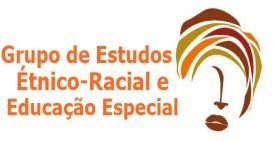 Grupo de Estudos
Étnico-Racial e
Educação Especial